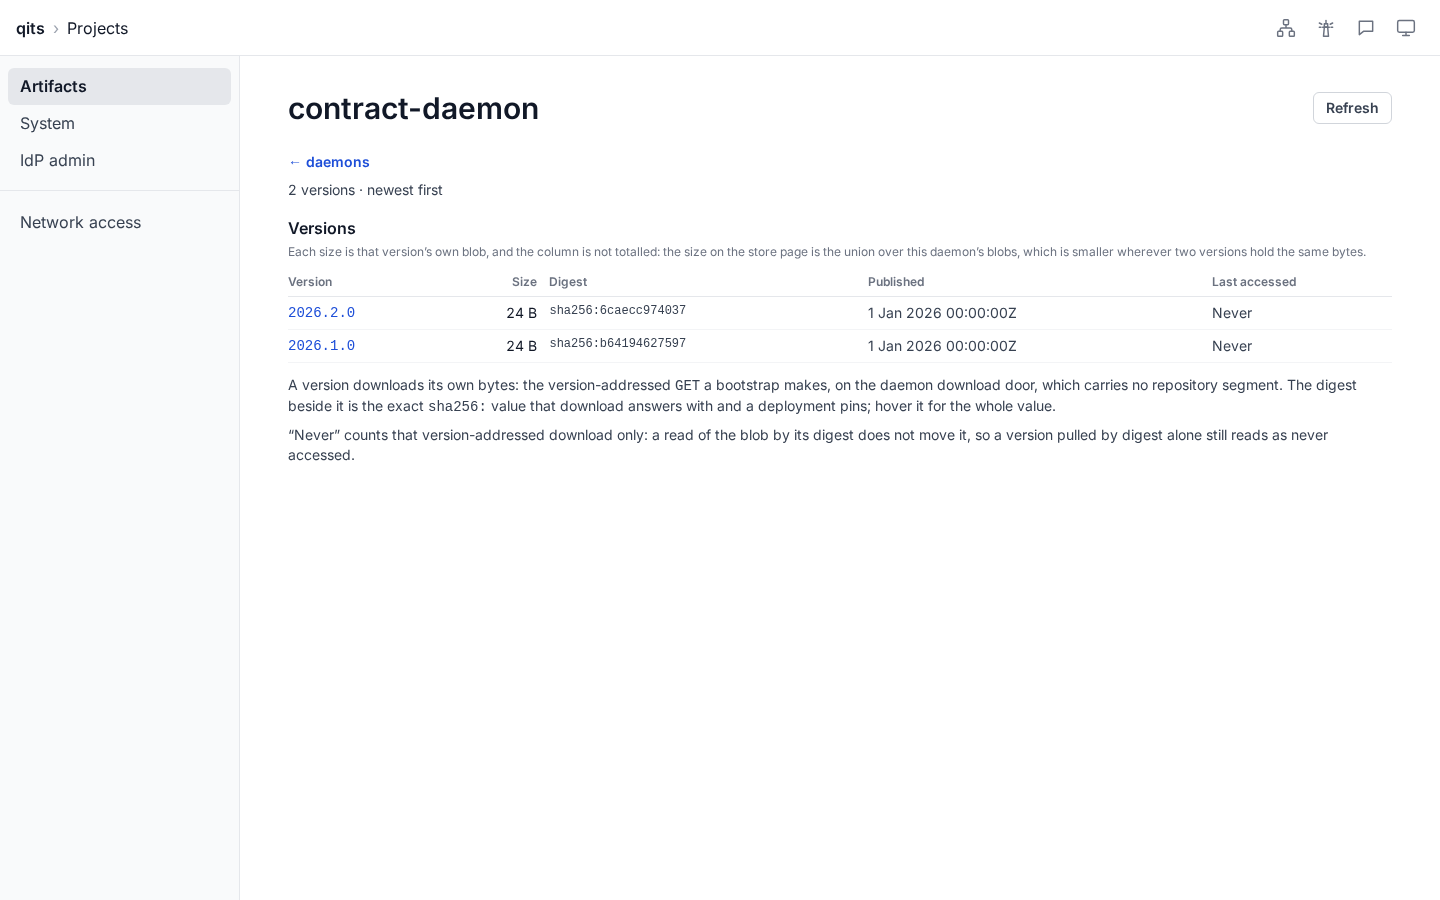 qits › Projects
Artifacts
System
IdP admin
Network access
contract-daemon
Refresh
← daemons
2 versions · newest first
Versions
Each size is that version’s own blob, and the column is not totalled: the size on the store page is the union over this daemon’s blobs, which is smaller wherever two versions hold the same bytes.
Version Size Digest Published Last accessed
2026.2.0 24 B sha256:6caecc974037 1 Jan 2026 00:00:00Z Never
2026.1.0 24 B sha256:b64194627597 1 Jan 2026 00:00:00Z Never
A version downloads its own bytes: the version-addressed GET a bootstrap makes, on the daemon download door, which carries no repository segment. The digest
beside it is the exact sha256: value that download answers with and a deployment pins; hover it for the whole value.
“Never” counts that version-addressed download only: a read of the blob by its digest does not move it, so a version pulled by digest alone still reads as never
accessed.